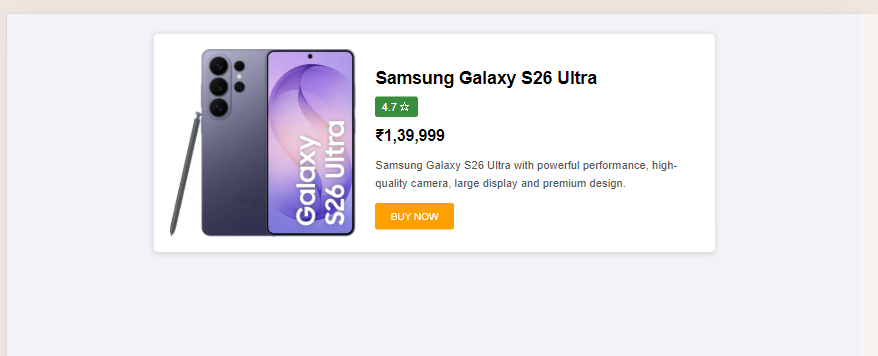 Galaxy
S26 Ultra
Samsung Galaxy S26 Ultra
4.7 ☆
₹1,39,999
Samsung Galaxy S26 Ultra with powerful performance, high-
quality camera, large display and premium design.
BUY NOW